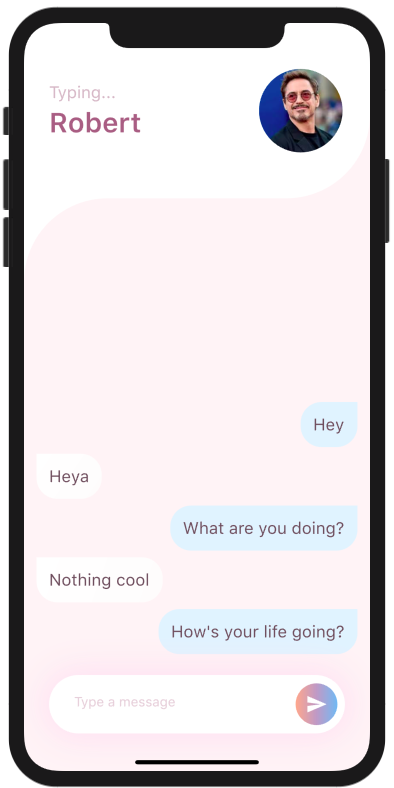 Typing...
Robert
Hey
Heya
What are you doing?
Nothing cool
How's your life going?
Type a message